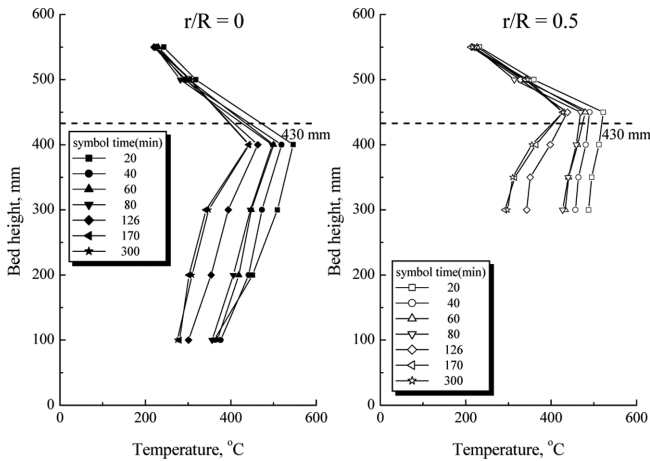 r/R = 0
600
500
400
300
200
100
0
Bed height, mm
430 mm
symbol time(min)
20
40
60
80
126
170
300
0 200 400 600
Temperature, °C
r/R = 0.5
600
500
400
300
200
100
0
Bed height, mm
430 mm
symbol time(min)
20
40
60
80
126
170
300
0 200 400 600
Temperature, °C